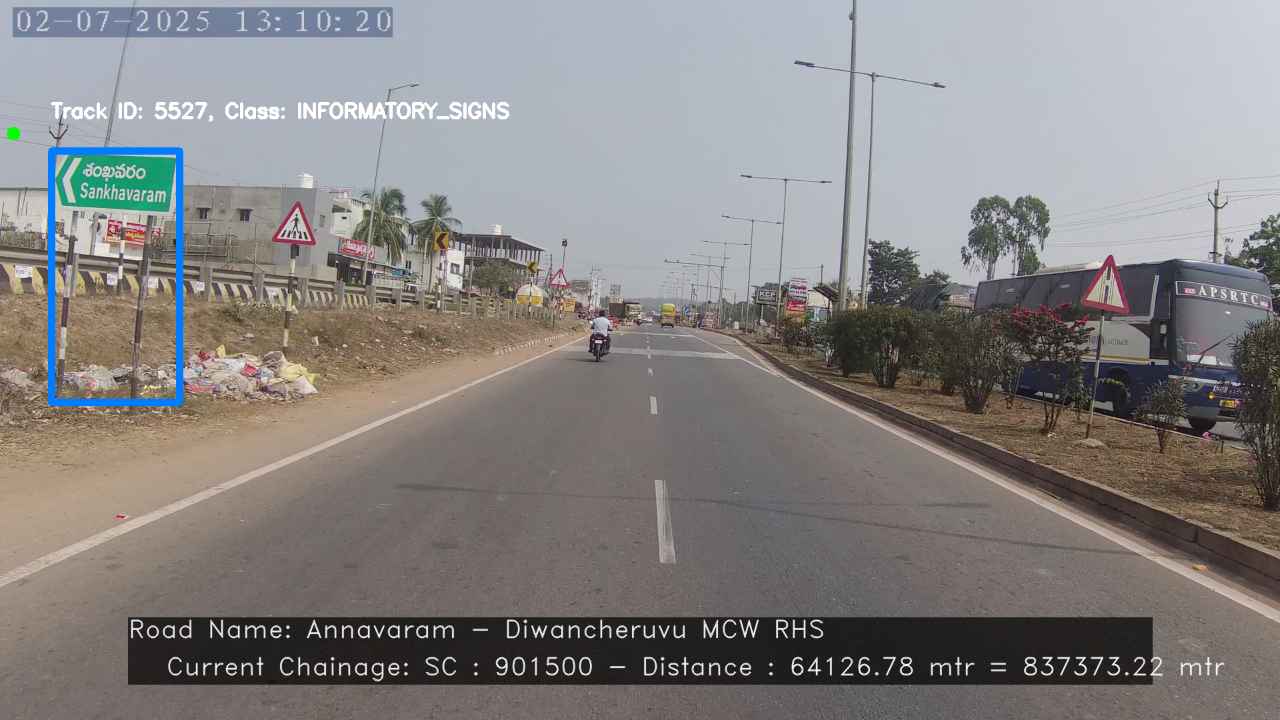 02-07-2025 13:10:20
Track ID: 5527, Class: INFORMATORY_SIGNS
శంఖవరం
Sankhavaram
APSRTC
Road Name: Annavaram - Diwancheruvu MCW RHS
Current Chainage: SC : 901500 - Distance : 64126.78 mtr = 837373.22 mtr